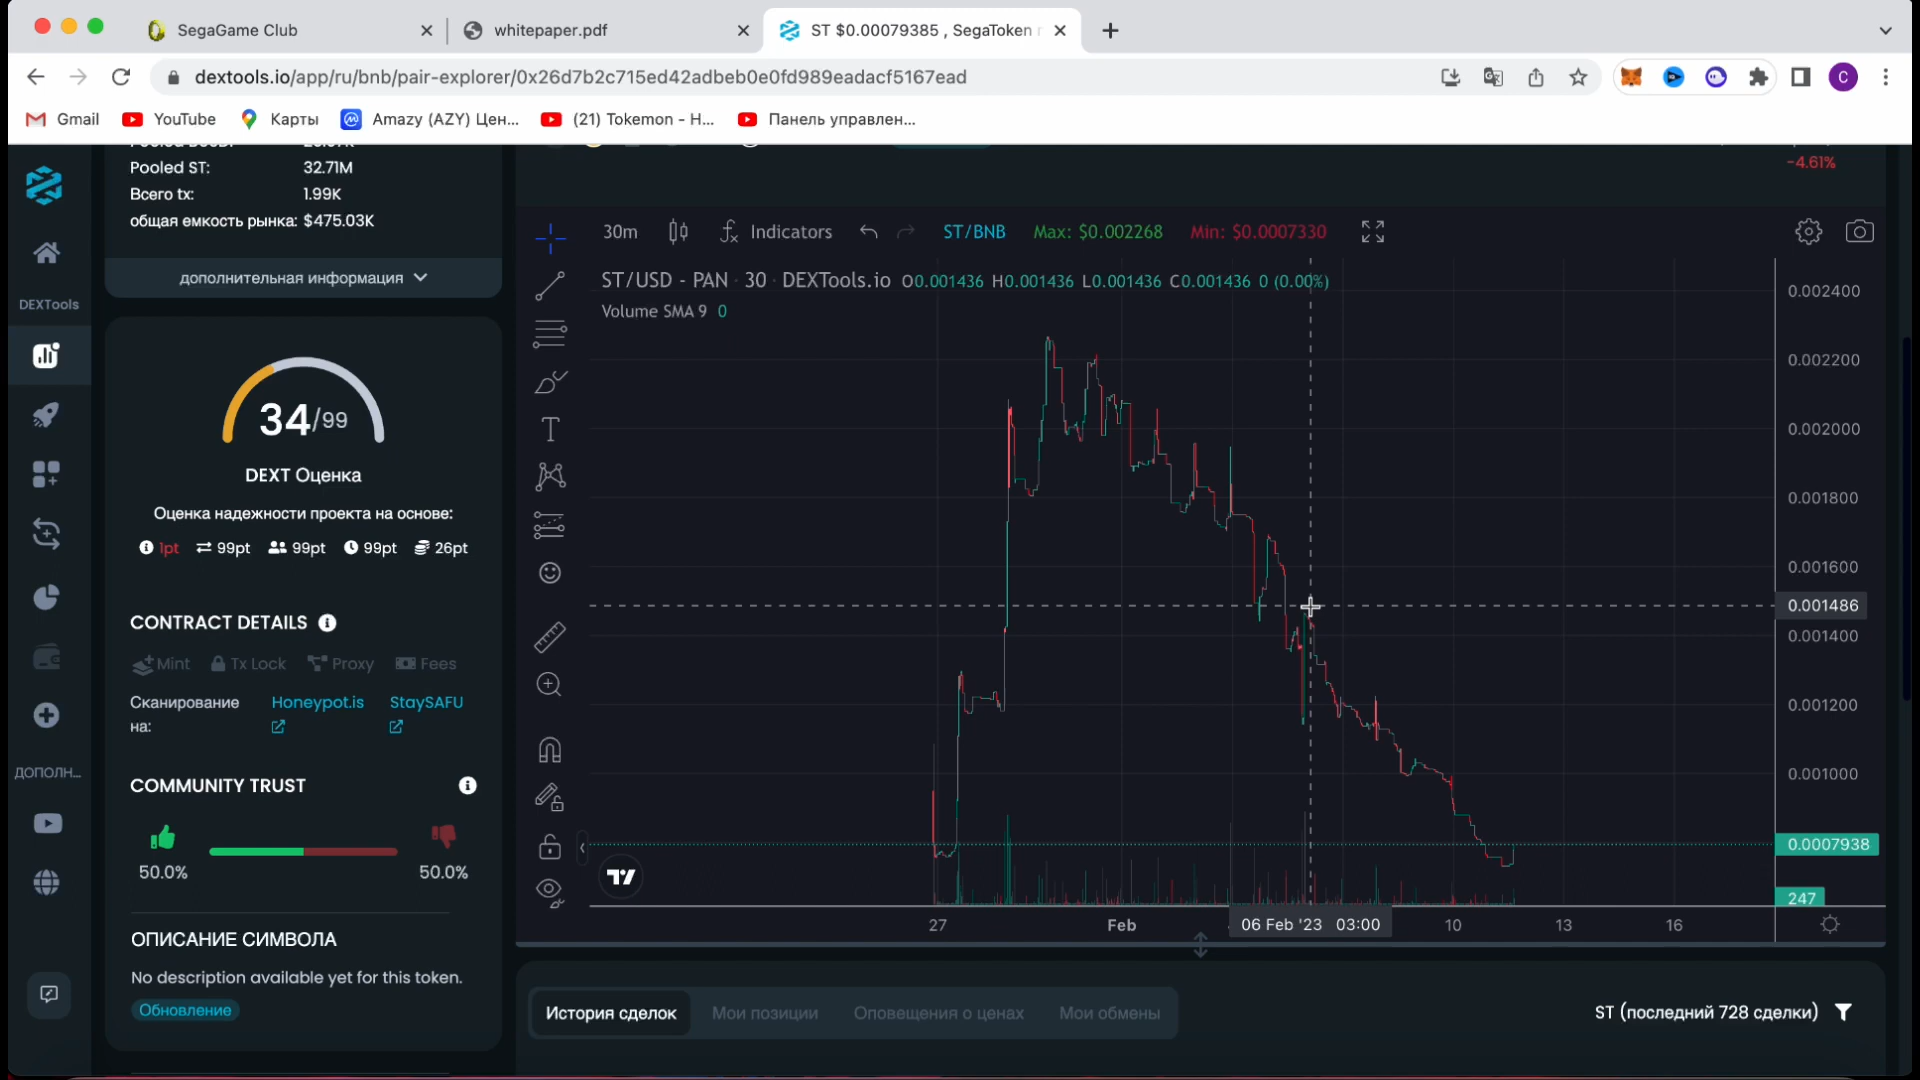 SegaGame Club
whitepaper.pdf
ST $0.00079385 , SegaToken
dextools.io/app/ru/bnb/pair-explorer/0x26d7b2c715ed42adbeb0e0fd989eadacf5167ead
C
Gmail
YouTube
Карты
Amazy (AZY) Цен...
(21) Tokemon - H...
Панель управлен...
Pooled ST: 32.71M
Всего tx: 1.99K
общая емкость рынка: $475.03K
дополнительная информация
DEXTools
34/99
DEXT Оценка
Оценка надежности проекта на основе:
1pt 99pt 99pt 99pt 26pt
CONTRACT DETAILS
Mint Tx Lock Proxy Fees
Сканирование на: Honeypot.is StaySAFU
ДОПОЛН...
COMMUNITY TRUST
50.0% 50.0%
ОПИСАНИЕ СИМВОЛА
No description available yet for this token.
Обновление
-4.61%
30m Indicators ST/BNB Max: $0.002268 Min: $0.0007330
ST/USD - PAN · 30 · DEXTools.io O0.001436 H0.001436 L0.001436 C0.001436 0 (0.00%)
Volume SMA 9 0
0.002400
0.002200
0.002000
0.001800
0.001600
0.001486
0.001400
0.001200
0.001000
0.0007938
247
27 Feb 06 Feb '23 03:00 10 13 16
История сделок
Мои позиции
Оповещения о ценах
Мои обмены
ST (последний 728 сделки)